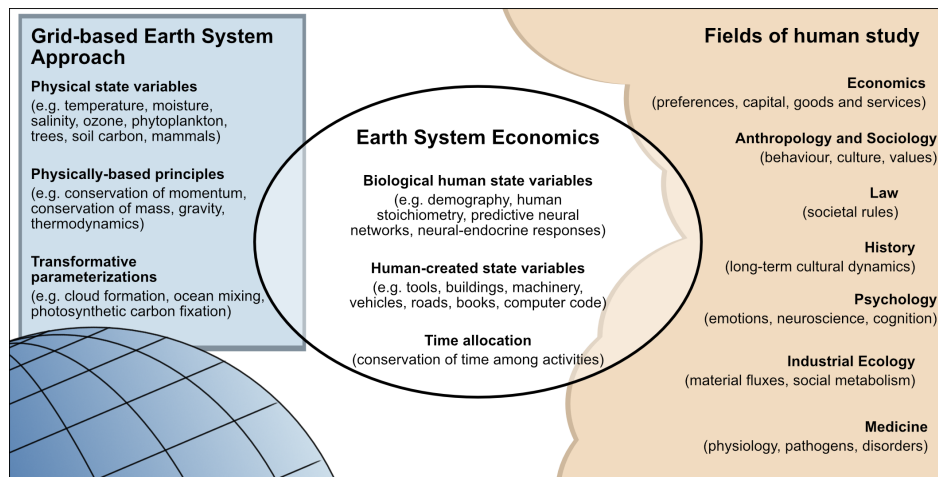 Grid-based Earth System
Approach
Physical state variables
(e.g. temperature, moisture,
salinity, ozone, phytoplankton,
trees, soil carbon, mammals)
Physically-based principles
(e.g. conservation of momentum,
conservation of mass, gravity,
thermodynamics)
Transformative
parameterizations
(e.g. cloud formation, ocean mixing,
photosynthetic carbon fixation)
Earth System Economics
Biological human state variables
(e.g. demography, human
stoichiometry, predictive neural
networks, neural-endocrine responses)
Human-created state variables
(e.g. tools, buildings, machinery,
vehicles, roads, books, computer code)
Time allocation
(conservation of time among activities)
Fields of human study
Economics
(preferences, capital, goods and services)
Anthropology and Sociology
(behaviour, culture, values)
Law
(societal rules)
History
(long-term cultural dynamics)
Psychology
(emotions, neuroscience, cognition)
Industrial Ecology
(material fluxes, social metabolism)
Medicine
(physiology, pathogens, disorders)